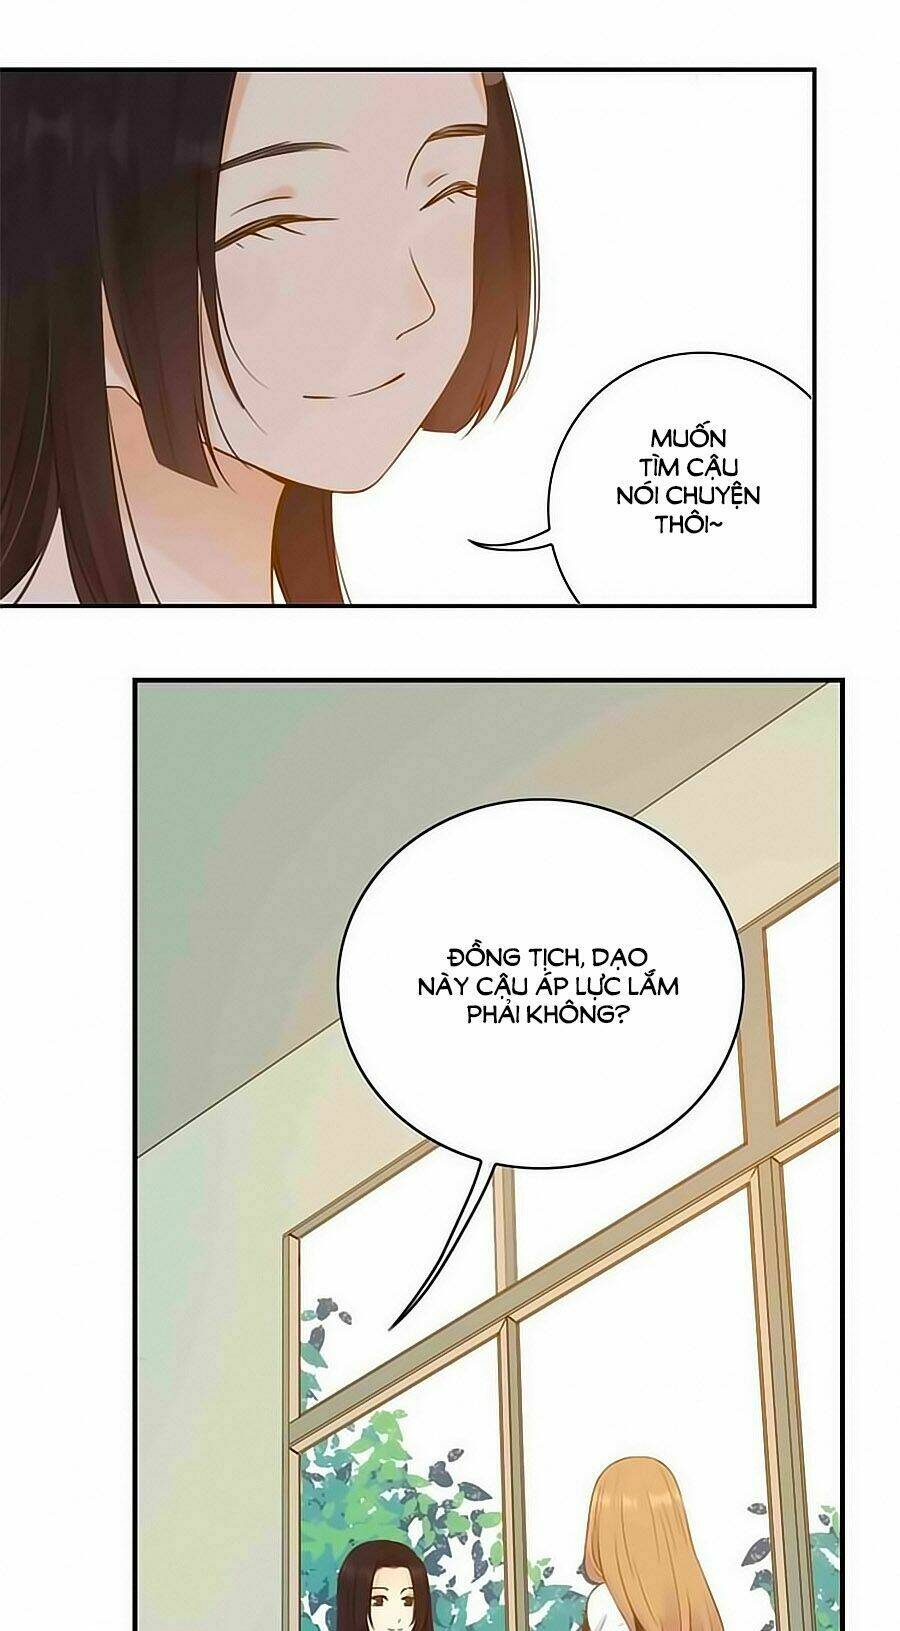 MUỐN
TÌM CẬU
NÓI CHUYỆN
THÔI~
ĐỒNG TỊCH, DẠO
NÀY CẬU ÁP LỰC LẮM
PHẢI KHÔNG?